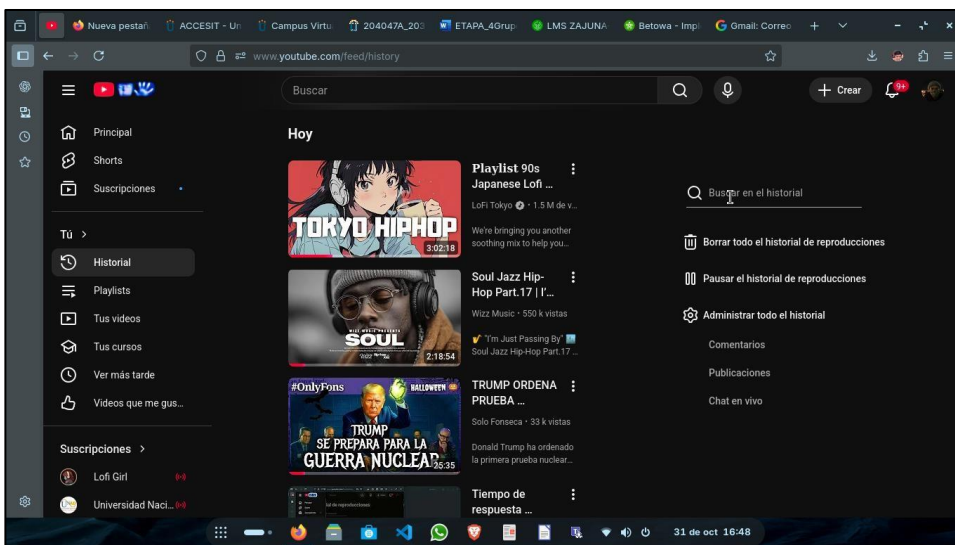 Nueva pestañ
ACCESIT - Un
Campus Virtu
204047A_203
ETAPA_4Grup
LMS ZAJUNA
Betowa - Impl
Gmail: Correo
www.youtube.com/feed/history
Buscar
Crear
9+
Principal
Shorts
Suscripciones
Tú
Historial
Playlists
Tus videos
Tus cursos
Ver más tarde
Videos que me gus...
Suscripciones
Lofi Girl
Universidad Naci...
Hoy
TOKYO HIPHOP
3:02:18
Playlist 90s
Japanese Lofi ...
LoFi Tokyo • 1.5 M de v...
We're bringing you another
soothing mix to help you...
WIZZ MUSIC PRESENTS
SOUL
2:18:54
Soul Jazz Hip-
Hop Part.17 | I'...
Wizz Music • 550 k vistas
"I'm Just Passing By"
Soul Jazz Hip-Hop Part.17 ...
#OnlyFons
HALLOWEEN
TRUMP
SE PREPARA PARA LA
GUERRA NUCLEAR
25:35
TRUMP ORDENA
PRUEBA ...
Solo Fonseca • 33 k vistas
Donald Trump ha ordenado
la primera prueba nuclear...
Tiempo de
respuesta ...
Buscar en el historial
Borrar todo el historial de reproducciones
Pausar el historial de reproducciones
Administrar todo el historial
Comentarios
Publicaciones
Chat en vivo
31 de oct 16:48